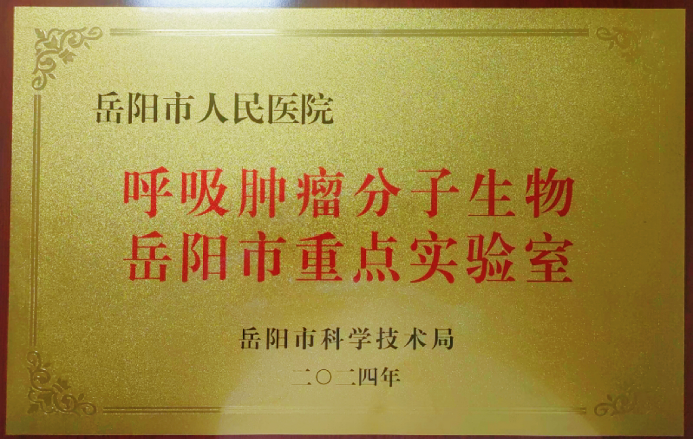 岳阳市人民医院
呼吸肿瘤分子生物
岳阳市重点实验室
岳阳市科学技术局
二〇二四年